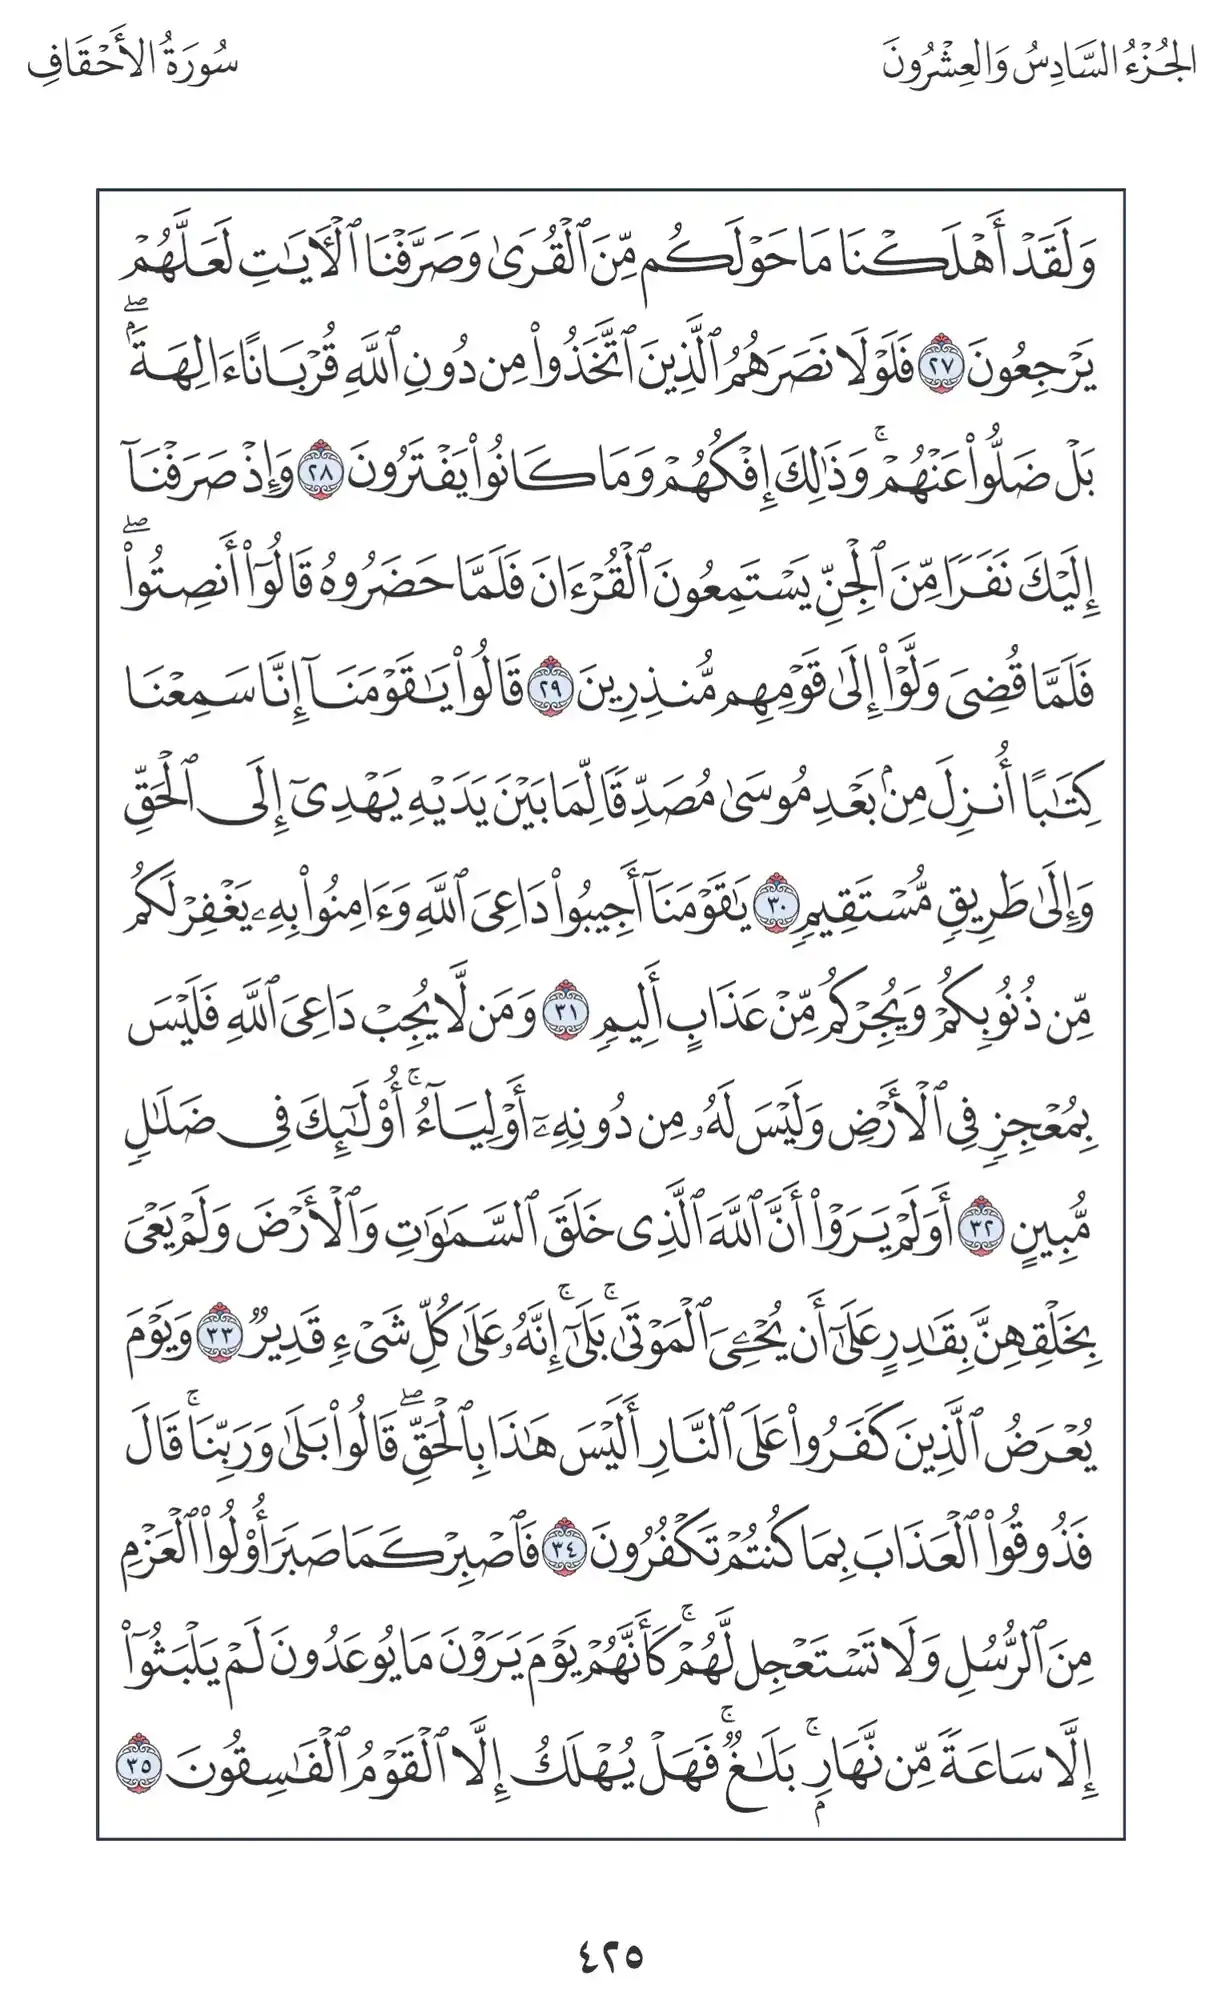 الجُزْءُ السَّادِسُ وَالعِشْرُونَ
سُورَةُ الأَحْقَافِ
وَلَقَدْ أَهْلَكْنَا مَا حَوْلَكُم مِّنَ ٱلْقُرَىٰ وَصَرَّفْنَا ٱلْأٓيَٰتِ لَعَلَّهُمْ
يَرْجِعُونَ ٢٧ فَلَوْلَا نَصَرَهُمُ ٱلَّذِينَ ٱتَّخَذُوا۟ مِن دُونِ ٱللَّهِ قُرْبَانًا ءَالِهَةًۢ ۖ
بَلْ ضَلُّوا۟ عَنْهُمْ ۚ وَذَٰلِكَ إِفْكُهُمْ وَمَا كَانُوا۟ يَفْتَرُونَ ٢٨ وَإِذْ صَرَفْنَآ
إِلَيْكَ نَفَرًا مِّنَ ٱلْجِنِّ يَسْتَمِعُونَ ٱلْقُرْءَانَ فَلَمَّا حَضَرُوهُ قَالُوٓا۟ أَنصِتُوا۟ ۖ
فَلَمَّا قُضِىَ وَلَّوْا۟ إِلَىٰ قَوْمِهِم مُّنذِرِينَ ٢٩ قَالُوا۟ يَٰقَوْمَنَآ إِنَّا سَمِعْنَا
كِتَٰبًا أُنزِلَ مِنۢ بَعْدِ مُوسَىٰ مُصَدِّقًا لِّمَا بَيْنَ يَدَيْهِ يَهْدِىٓ إِلَى ٱلْحَقِّ
وَإِلَىٰ طَرِيقٍ مُّسْتَقِيمٍ ٣٠ يَٰقَوْمَنَآ أَجِيبُوا۟ دَاعِىَ ٱللَّهِ وَءَامِنُوا۟ بِهِۦ يَغْفِرْ لَكُم
مِّن ذُنُوبِكُمْ وَيُجِرْكُم مِّنْ عَذَابٍ أَلِيمٍ ٣١ وَمَن لَّا يُجِبْ دَاعِىَ ٱللَّهِ فَلَيْسَ
بِمُعْجِزٍ فِى ٱلْأَرْضِ وَلَيْسَ لَهُۥ مِن دُونِهِۦٓ أَوْلِيَآءُ ۚ أُو۟لَٰٓئِكَ فِى ضَلَٰلٍ
مُّبِينٍ ٣٢ أَوَلَمْ يَرَوْا۟ أَنَّ ٱللَّهَ ٱلَّذِى خَلَقَ ٱلسَّمَٰوَٰتِ وَٱلْأَرْضَ وَلَمْ يَعْىَ
بِخَلْقِهِنَّ بِقَٰدِرٍ عَلَىٰٓ أَن يُحْۦِىَ ٱلْمَوْتَىٰ ۚ بَلَىٰٓ ۚ إِنَّهُۥ عَلَىٰ كُلِّ شَىْءٍ قَدِيرٌ ٣٣ وَيَوْمَ
يُعْرَضُ ٱلَّذِينَ كَفَرُوا۟ عَلَى ٱلنَّارِ أَلَيْسَ هَٰذَا بِٱلْحَقِّ ۖ قَالُوا۟ بَلَىٰ وَرَبِّنَا ۚ قَالَ
فَذُوقُوا۟ ٱلْعَذَابَ بِمَا كُنتُمْ تَكْفُرُونَ ٣٤ فَٱصْبِرْ كَمَا صَبَرَ أُو۟لُوا۟ ٱلْعَزْمِ
مِنَ ٱلرُّسُلِ وَلَا تَسْتَعْجِل لَّهُمْ ۚ كَأَنَّهُمْ يَوْمَ يَرَوْنَ مَا يُوعَدُونَ لَمْ يَلْبَثُوٓا۟
إِلَّا سَاعَةً مِّن نَّهَارٍۭ ۚ بَلَٰغٌ ۚ فَهَلْ يُهْلَكُ إِلَّا ٱلْقَوْمُ ٱلْفَٰسِقُونَ ٣٥
٤٢٥